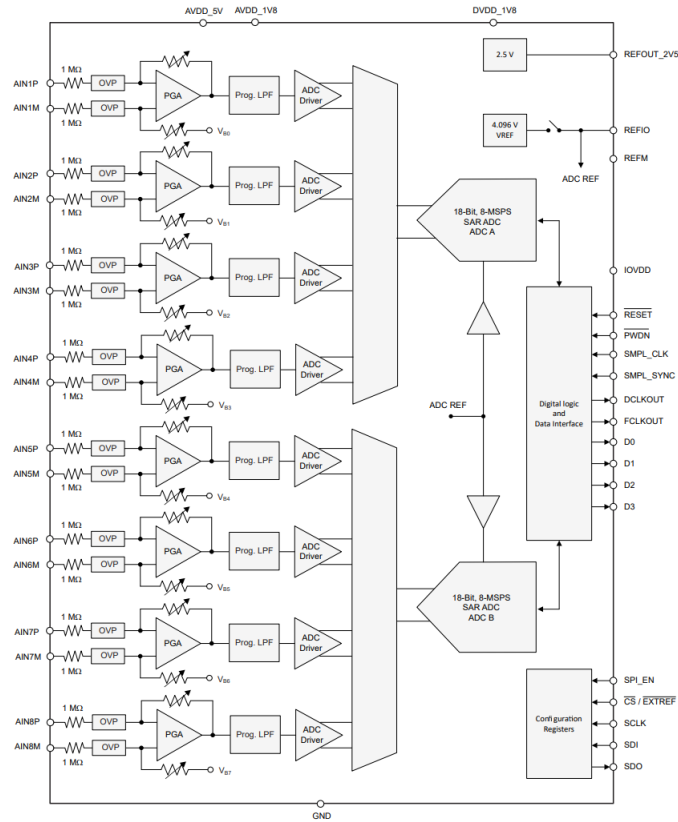 AVDD_5V
AVDD_1V8
DVDD_1V8
1 MΩ
AIN1P
OVP
AIN1M
OVP
1 MΩ
PGA
VB0
Prog. LPF
ADC
Driver
1 MΩ
AIN2P
OVP
AIN2M
OVP
1 MΩ
PGA
VB1
Prog. LPF
ADC
Driver
1 MΩ
AIN3P
OVP
AIN3M
OVP
1 MΩ
PGA
VB2
Prog. LPF
ADC
Driver
1 MΩ
AIN4P
OVP
AIN4M
OVP
1 MΩ
PGA
VB3
Prog. LPF
ADC
Driver
1 MΩ
AIN5P
OVP
AIN5M
OVP
1 MΩ
PGA
VB4
Prog. LPF
ADC
Driver
1 MΩ
AIN6P
OVP
AIN6M
OVP
1 MΩ
PGA
VB5
Prog. LPF
ADC
Driver
1 MΩ
AIN7P
OVP
AIN7M
OVP
1 MΩ
PGA
VB6
Prog. LPF
ADC
Driver
1 MΩ
AIN8P
OVP
AIN8M
OVP
1 MΩ
PGA
VB7
Prog. LPF
ADC
Driver
2.5 V
REFOUT_2V5
4.096 V
VREF
REFIO
REFM
ADC REF
18-Bit, 8-MSPS
SAR ADC
ADC A
IOVDD
RESET
PWDN
SMPL_CLK
SMPL_SYNC
DCLKOUT
FCLKOUT
D0
D1
D2
D3
Digital logic
and
Data Interface
ADC REF
18-Bit, 8-MSPS
SAR ADC
ADC B
Configuration
Registers
SPI_EN
CS / EXTREF
SCLK
SDI
SDO
GND